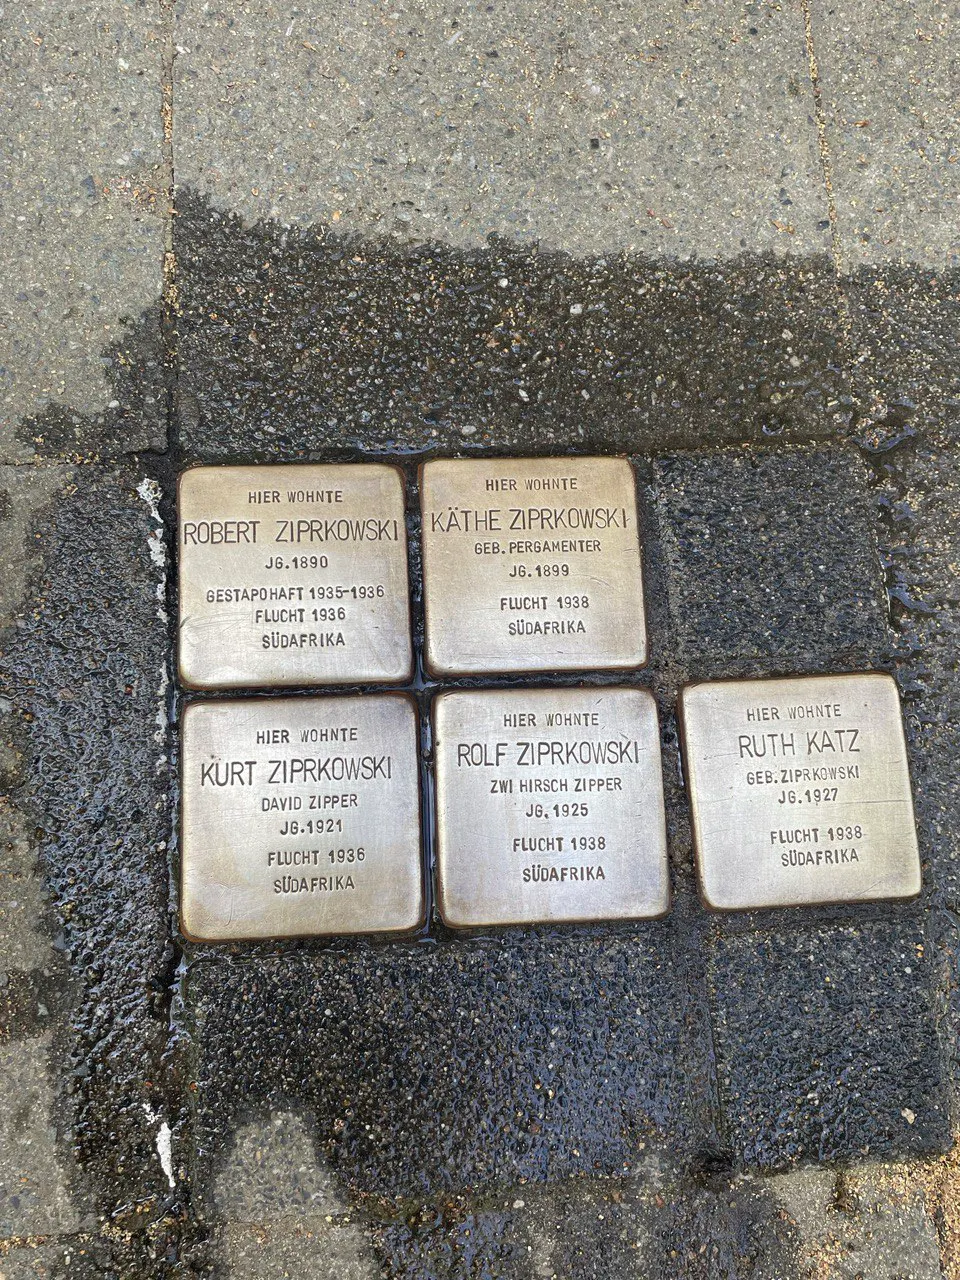 HIER WOHNTE
ROBERT ZIPRKOWSKI
JG.1890
GESTAPOHAFT 1935-1936
FLUCHT 1936
SÜDAFRIKA
HIER WOHNTE
KÄTHE ZIPRKOWSKI
GEB.PERGAMENTER
JG.1899
FLUCHT 1938
SÜDAFRIKA
HIER WOHNTE
KURT ZIPRKOWSKI
DAVID ZIPPER
JG.1921
FLUCHT 1936
SÜDAFRIKA
HIER WOHNTE
ROLF ZIPRKOWSKI
ZWI HIRSCH ZIPPER
JG.1925
FLUCHT 1938
SÜDAFRIKA
HIER WOHNTE
RUTH KATZ
GEB.ZIPRKOWSKI
JG.1927
FLUCHT 1938
SÜDAFRIKA